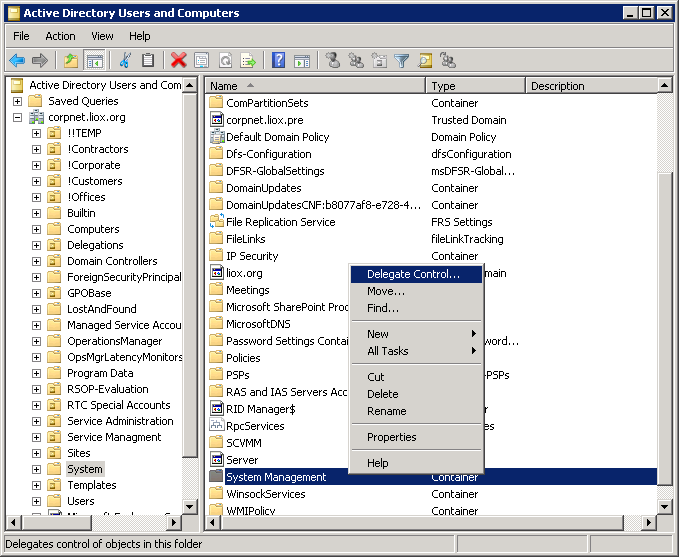 Active Directory Users and Computers
File Action View Help
Active Directory Users and Com
Saved Queries
corpnet.liox.org
!!TEMP
!Contractors
!Corporate
!Customers
!Offices
Builtin
Computers
Delegations
Domain Controllers
ForeignSecurityPrincipal
GPOBase
LostAndFound
Managed Service Accou
OperationsManager
OpsMgrLatencyMonitors
Program Data
RSOP-Evaluation
RTC Special Accounts
Service Administration
Service Managment
Sites
System
Templates
Users
Name Type Description
ComPartitionSets Container
corpnet.liox.pre Trusted Domain
Default Domain Policy Domain Policy
Dfs-Configuration dfsConfiguration
DFSR-GlobalSettings msDFSR-Global...
DomainUpdates Container
DomainUpdatesCNF:b8077af8-e728-4... Container
File Replication Service FRS Settings
FileLinks fileLinkTracking
IP Security Container
liox.org main
Meetings
Microsoft SharePoint Proc
MicrosoftDNS
Password Settings Contai word...
Policies
PSPs -PSPs
RAS and IAS Servers Acc
RID Manager$ r
RpcServices ces
SCVMM
Server
System Management Container
WinsockServices Container
WMIPolicy Container
Delegate Control...
Move...
Find...
New
All Tasks
Cut
Delete
Rename
Properties
Help
Delegates control of objects in this folder